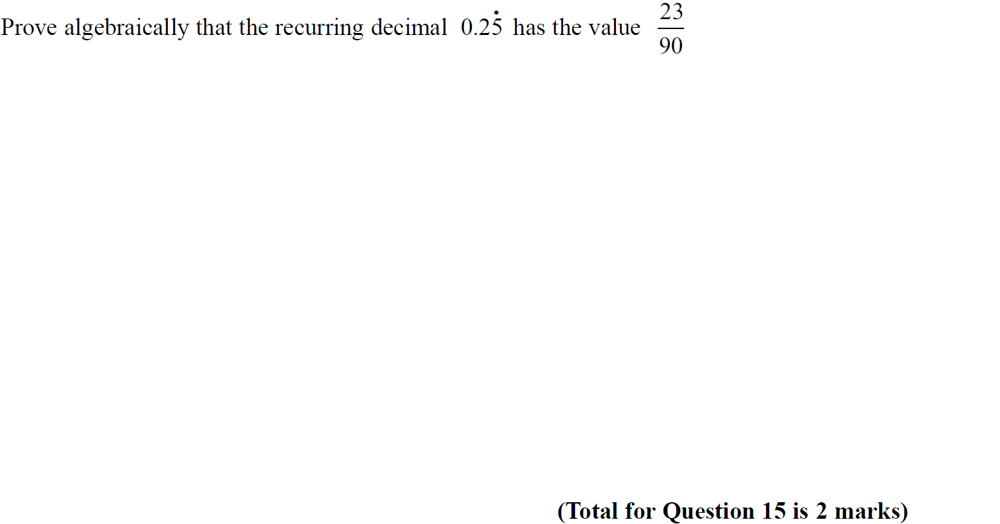 Prove algebraically that the recurring decimal 0.25̇ has the value 23/90
(Total for Question 15 is 2 marks)